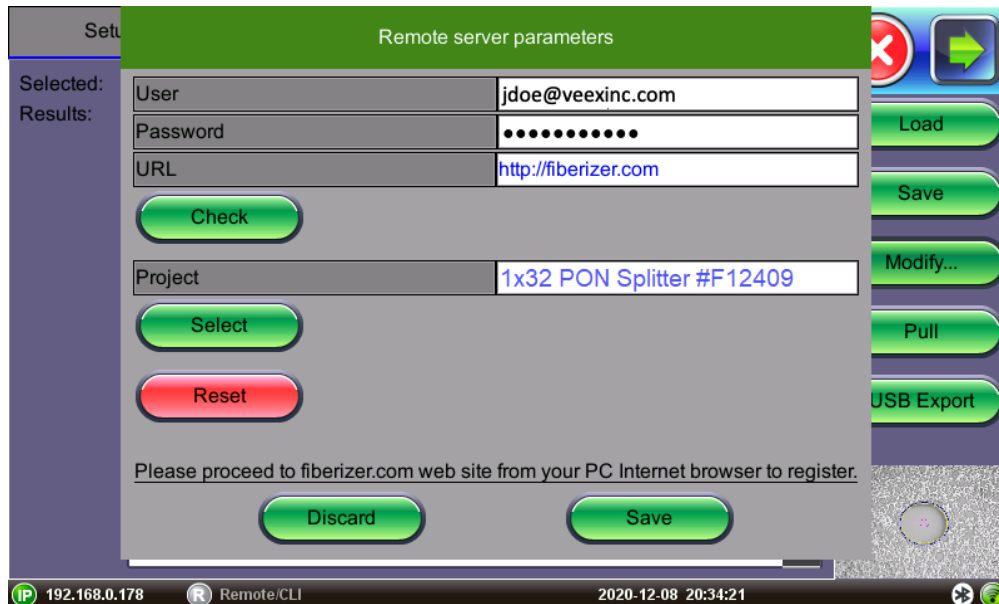 Setu
Remote server parameters
Selected:
Results:
User jdoe@veexinc.com
Password ●●●●●●●●●●●
URL http://fiberizer.com
Check
Project 1x32 PON Splitter #F12409
Select
Reset
Please proceed to fiberizer.com web site from your PC Internet browser to register.
Discard Save
Load
Save
Modify...
Pull
USB Export
IP 192.168.0.178 R Remote/CLI 2020-12-08 20:34:21